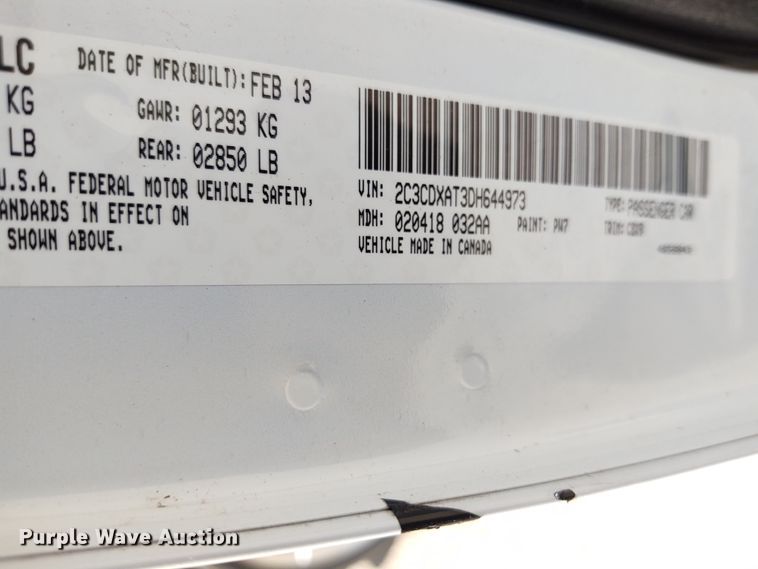 LC DATE OF MFR(BUILT): FEB 13
KG GAWR: 01293 KG
LB REAR: 02850 LB
U.S.A. FEDERAL MOTOR VEHICLE SAFETY,
ANDARDS IN EFFECT ON
SHOWN ABOVE.
VIN: 2C3CDXAT3DH644973 TYPE: PASSENGER CAR
MDH: 020418 032AA PAINT: PW7 TRIM:
VEHICLE MADE IN CANADA
Purple Wave Auction